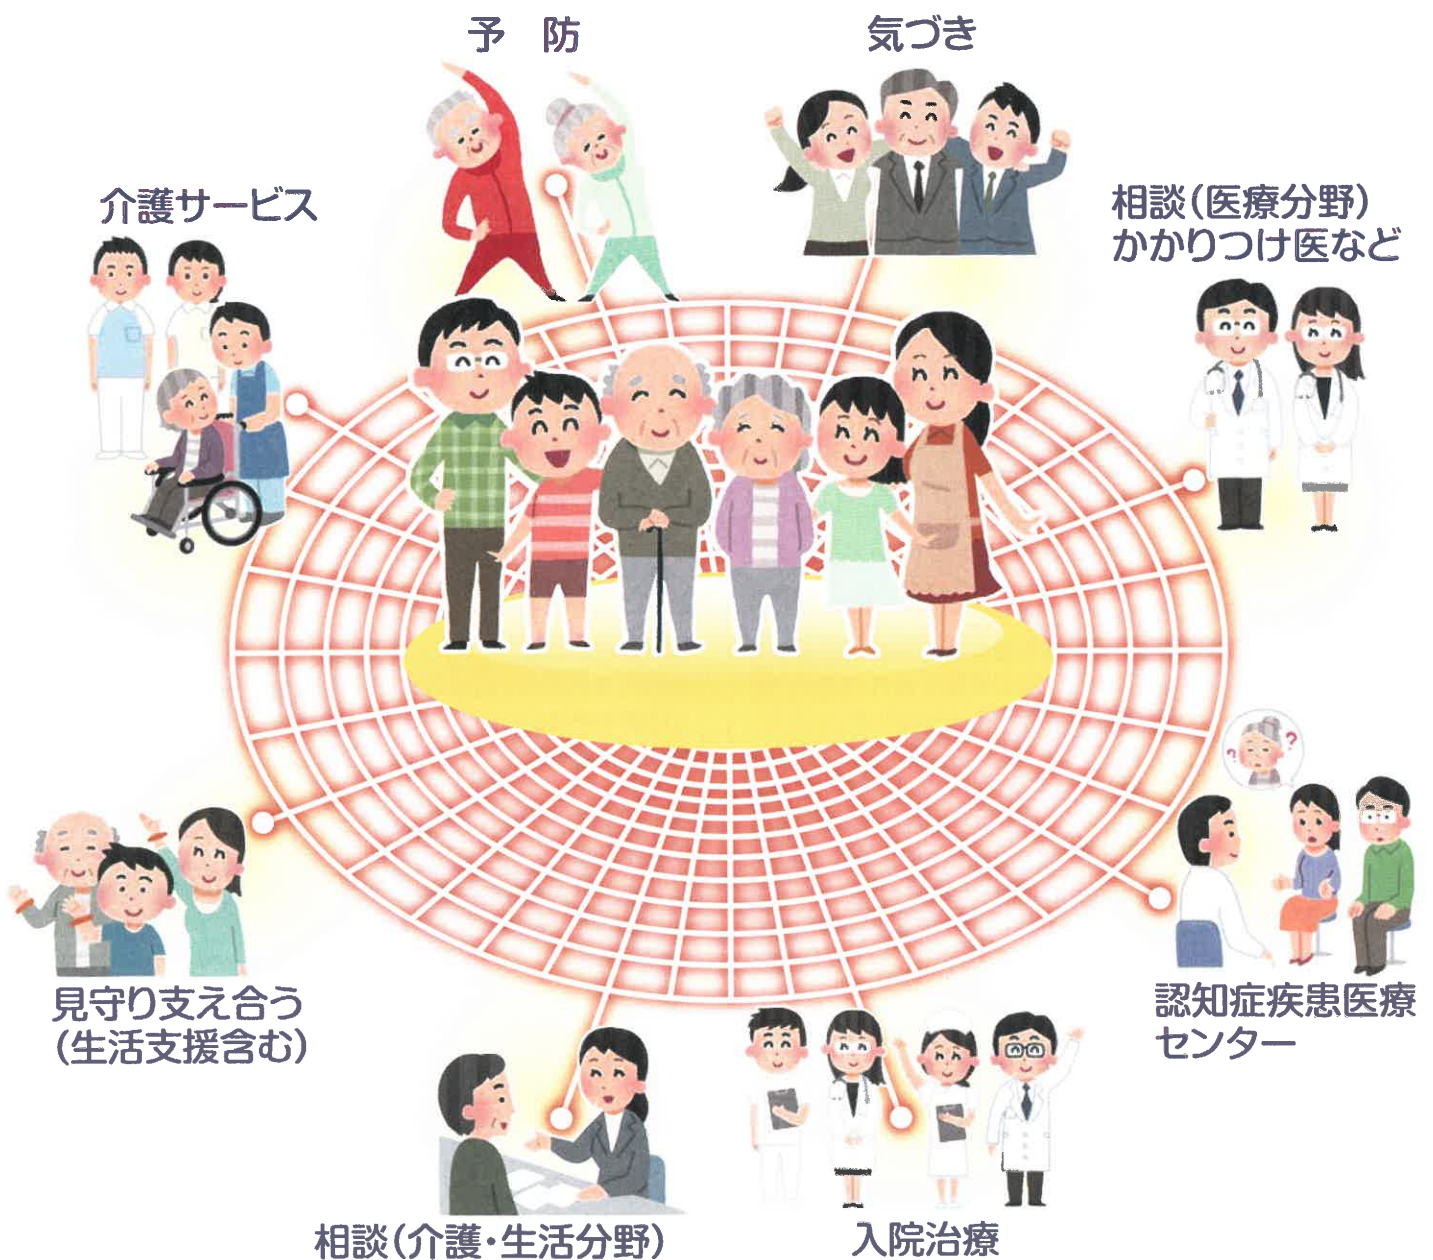 予 防
気づき
介護サービス
相談(医療分野)
かかりつけ医など
?
?
見守り支え合う
(生活支援含む)
認知症疾患医療
センター
相談(介護・生活分野)
入院治療